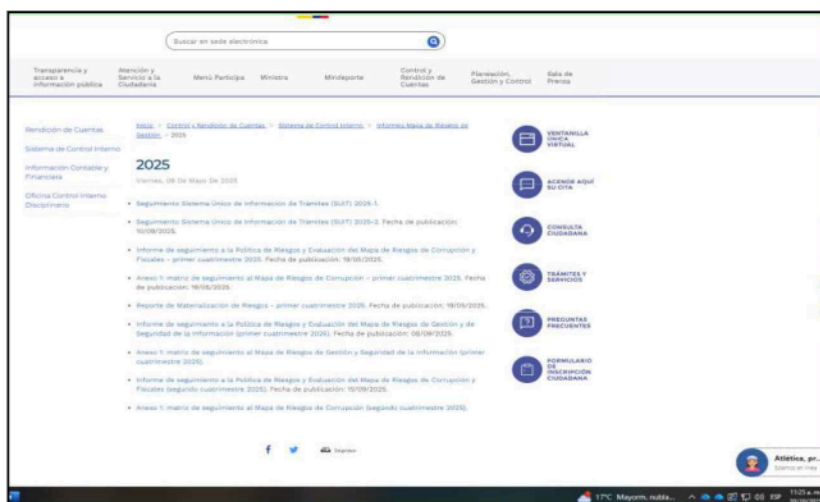 Buscar en sede electrónica
Transparencia y
acceso a
información pública
Atención y
Servicio a la
Ciudadanía
Menú Participa
Ministra
Mindeporte
Control y
Rendición de
Cuentas
Planeación,
Gestión y Control
Sala de
Prensa
Rendición de Cuentas
Sistema de Control Interno
Información Contable y
Financiera
Oficina Control Interno
Disciplinario
Inicio > Control y Rendición de Cuentas > Sistema de Control Interno > Informes Mapa de Riesgos de
Gestión > 2025
2025
Viernes, 09 De Mayo De 2025
Seguimiento Sistema Único de Información de Trámites (SUIT) 2025-1.
Seguimiento Sistema Único de Información de Trámites (SUIT) 2025-2. Fecha de publicación:
10/09/2025.
Informe de seguimiento a la Política de Riesgos y Evaluación del Mapa de Riesgos de Corrupción y
Fiscales – primer cuatrimestre 2025. Fecha de publicación: 19/05/2025.
Anexo 1: matriz de seguimiento al Mapa de Riesgos de Corrupción – primer cuatrimestre 2025. Fecha
de publicación: 19/05/2025.
Reporte de Materialización de Riesgos – primer cuatrimestre 2025. Fecha de publicación: 19/05/2025.
Informe de seguimiento a la Política de Riesgos y Evaluación del Mapa de Riesgos de Gestión y de
Seguridad de la Información (primer cuatrimestre 2025). Fecha de publicación: 05/09/2025.
Anexo 1: matriz de seguimiento al Mapa de Riesgos de Gestión y Seguridad de la Información (primer
cuatrimestre 2025).
Informe de seguimiento a la Política de Riesgos y Evaluación del Mapa de Riesgos de Corrupción y
Fiscales (segundo cuatrimestre 2025). Fecha de publicación: 15/09/2025.
Anexo 1: matriz de seguimiento al Mapa de Riesgos de Corrupción (segundo cuatrimestre 2025).
VENTANILLA
ÚNICA
VIRTUAL
AGENDE AQUÍ
SU CITA
CONSULTA
CIUDADANA
TRÁMITES Y
SERVICIOS
PREGUNTAS
FRECUENTES
FORMULARIO
DE
INSCRIPCIÓN
CIUDADANA
Imprimir
Atlética, pr...
17°C Mayorm. nubla...
ESP
11:25 a. m.